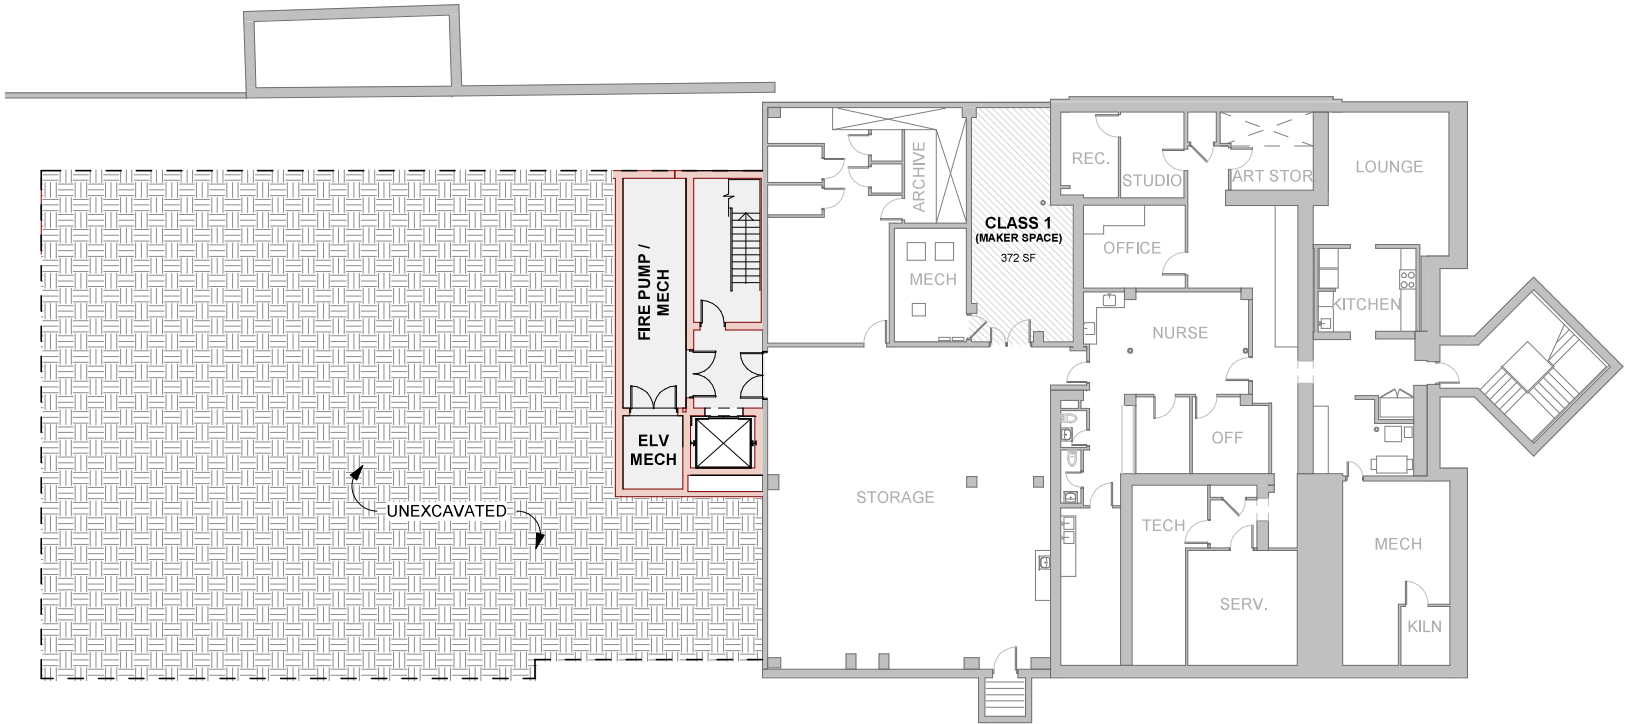 REC.
STUDIO
ART STOR.
LOUNGE
ARCHIVE
CLASS 1
(MAKER SPACE)
372 SF
OFFICE
MECH
FIRE PUMP /
MECH
KITCHEN
NURSE
ELV
MECH
OFF
STORAGE
UNEXCAVATED
TECH
MECH
SERV.
KILN